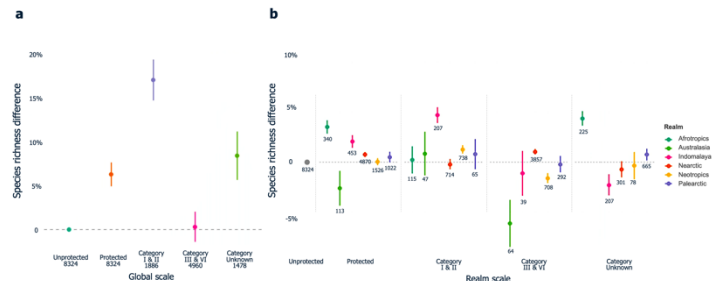 a
20%
15%
10%
5%
0
Species richness difference
Unprotected
8324
Protected
8324
Category
I & II
1886
Category
III & VI
4960
Category
Unknown
1478
Global scale
b
10%
5%
0
-5%
Species richness difference
8324
340
113
453
4870
1526
1022
115
47
207
714
738
65
64
39
3857
708
292
225
207
301
78
665
Unprotected
Protected
Category
I & II
Category
III & VI
Category
Unknown
Realm scale
Realm
Afrotropics
Australasia
Indomalaya
Nearctic
Neotropics
Palearctic